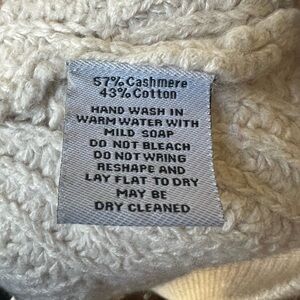 57% Cashmere
43% Cotton
HAND WASH IN
WARM WATER WITH
MILD SOAP
DO NOT BLEACH
DO NOT WRING
RESHAPE AND
LAY FLAT TO DRY
MAY BE
DRY CLEANED